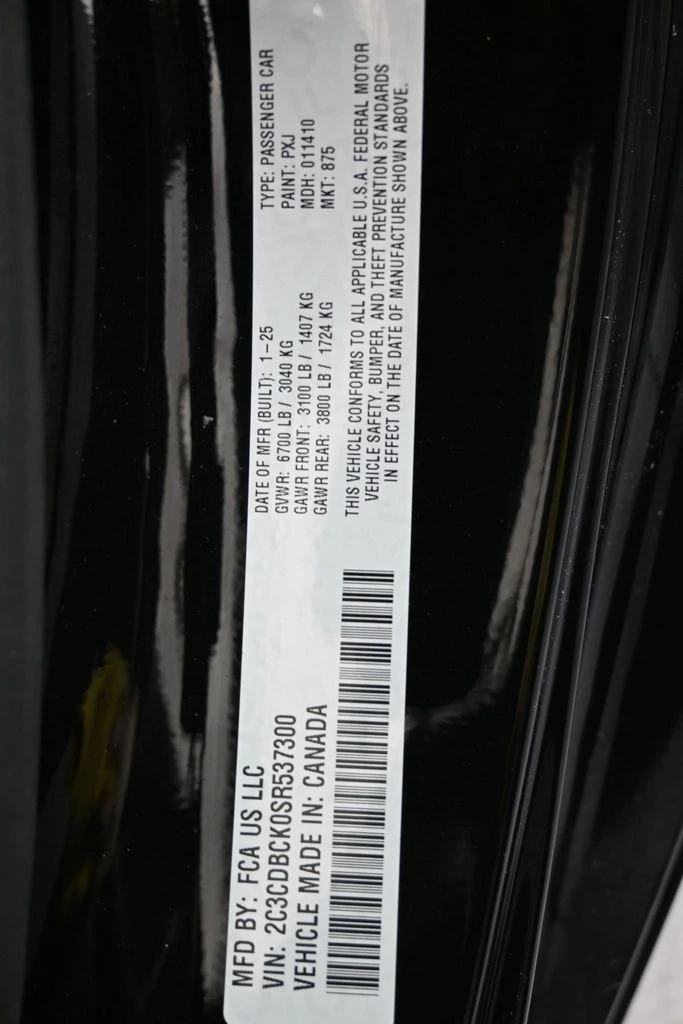 MFD BY: FCA US LLC
VIN: 2C3CDBCK0SR537300
VEHICLE MADE IN: CANADA
DATE OF MFR (BUILT): 1-25
GVWR: 6700 LB / 3040 KG
GAWR FRONT: 3100 LB / 1407 KG
GAWR REAR: 3800 LB / 1724 KG
TYPE: PASSENGER CAR
PAINT: PXJ
MDH: 011410
MKT: 875
THIS VEHICLE CONFORMS TO ALL APPLICABLE U.S.A. FEDERAL MOTOR
VEHICLE SAFETY, BUMPER, AND THEFT PREVENTION STANDARDS
IN EFFECT ON THE DATE OF MANUFACTURE SHOWN ABOVE.